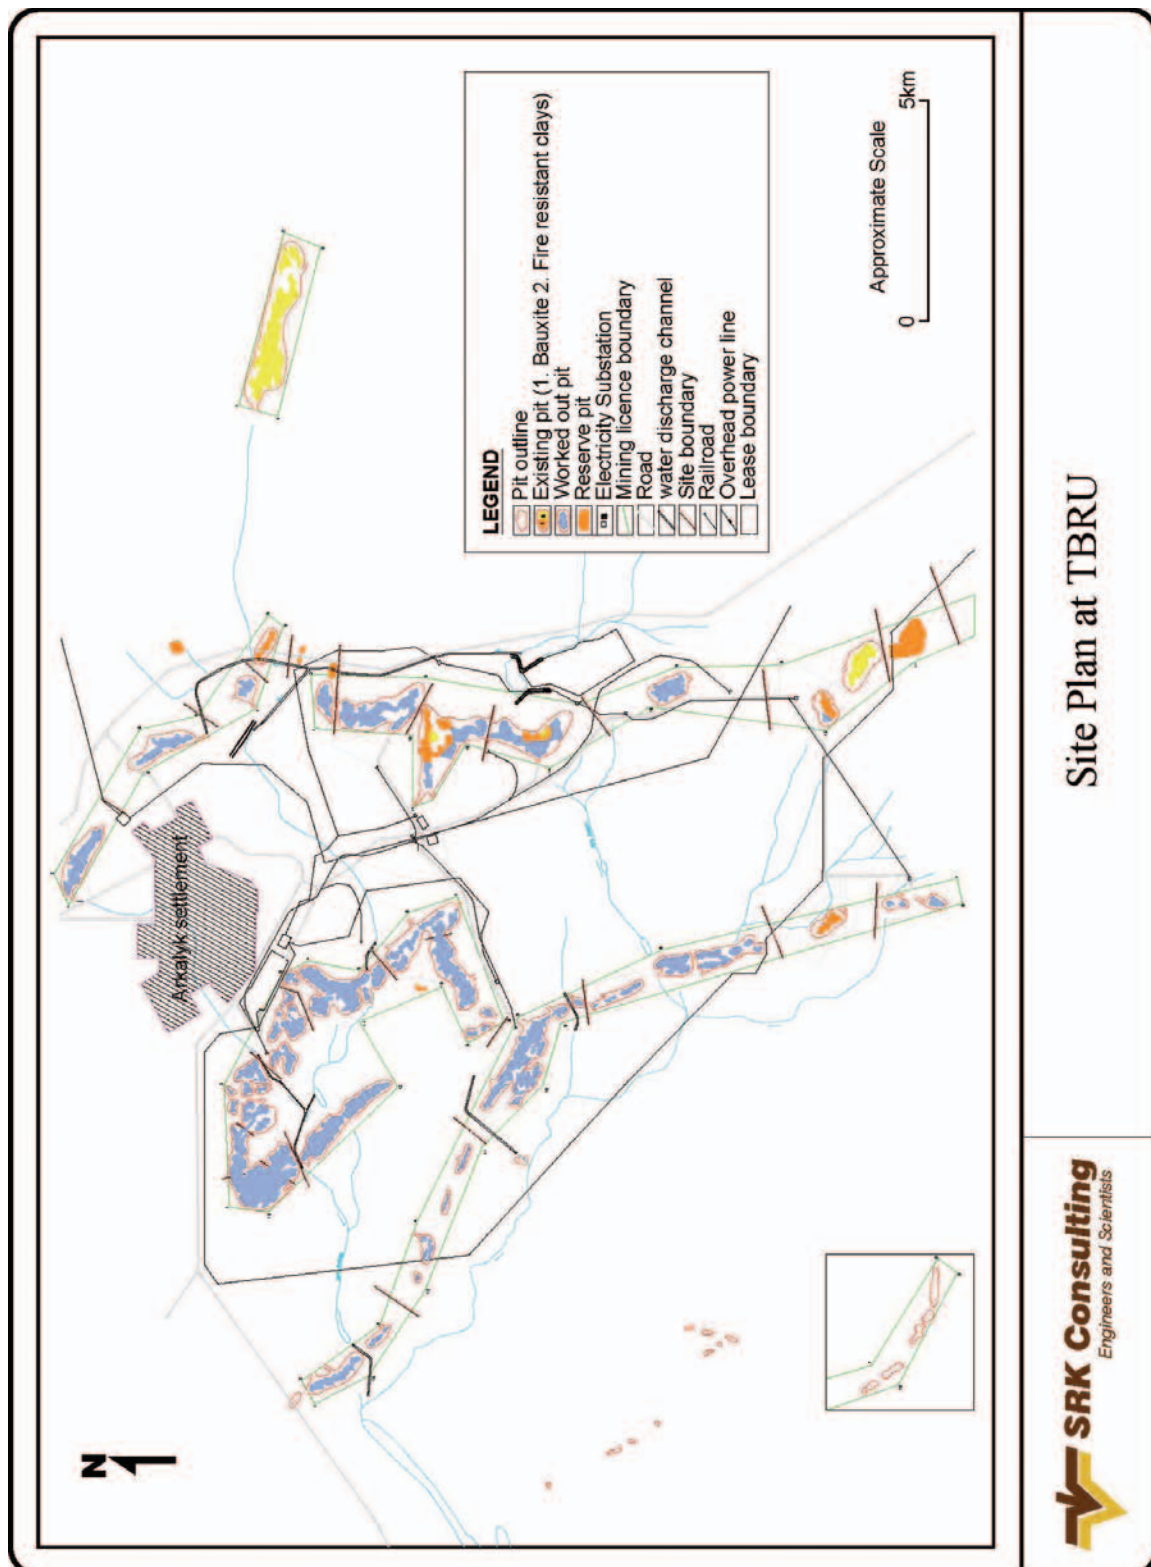 N
Arkalyk settlement
LEGEND
Pit outline
Existing pit (1. Bauxite 2. Fire resistant clays)
Worked out pit
Reserve pit
Electricity Substation
Mining licence boundary
Road
water discharge channel
Site boundary
Railroad
Overhead power line
Lease boundary
Approximate Scale
0 5km
SRK Consulting
Engineers and Scientists
Site Plan at TBRU